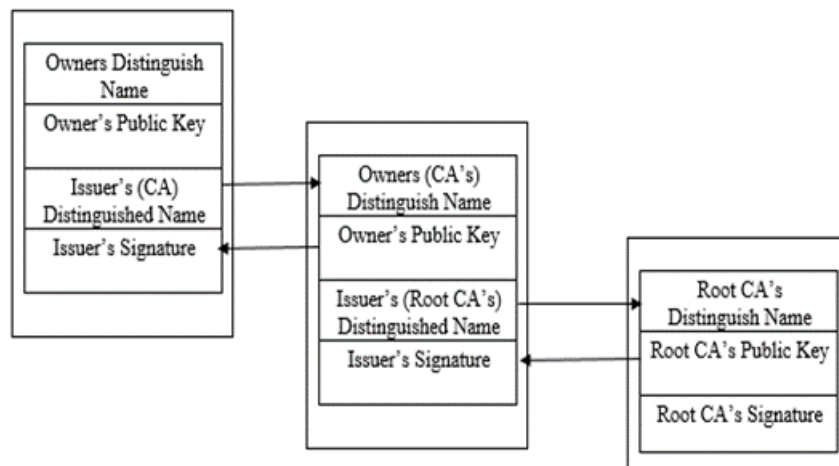 Owners Distinguish
Name
Owner's Public Key
Issuer's (CA)
Distinguished Name
Issuer's Signature
Owners (CA's)
Distinguish Name
Owner's Public Key
Issuer's (Root CA's)
Distinguished Name
Issuer's Signature
Root CA's
Distinguish Name
Root CA's Public Key
Root CA's Signature